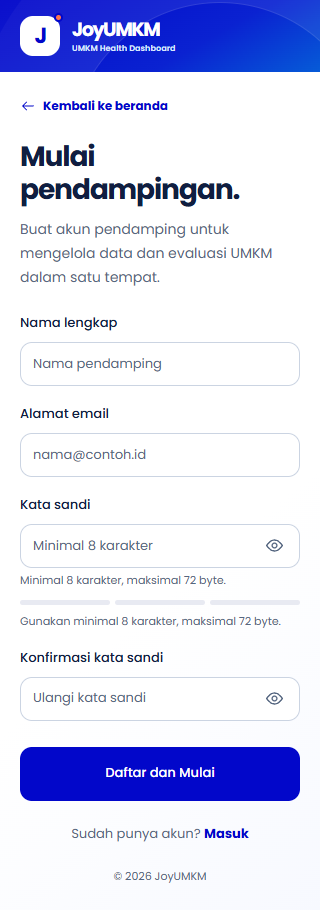 J
JoyUMKM
UMKM Health Dashboard
← Kembali ke beranda
Mulai
pendampingan.
Buat akun pendamping untuk
mengelola data dan evaluasi UMKM
dalam satu tempat.
Nama lengkap
Nama pendamping
Alamat email
nama@contoh.id
Kata sandi
Minimal 8 karakter
Minimal 8 karakter, maksimal 72 byte.
Gunakan minimal 8 karakter, maksimal 72 byte.
Konfirmasi kata sandi
Ulangi kata sandi
Daftar dan Mulai
Sudah punya akun? Masuk
© 2026 JoyUMKM